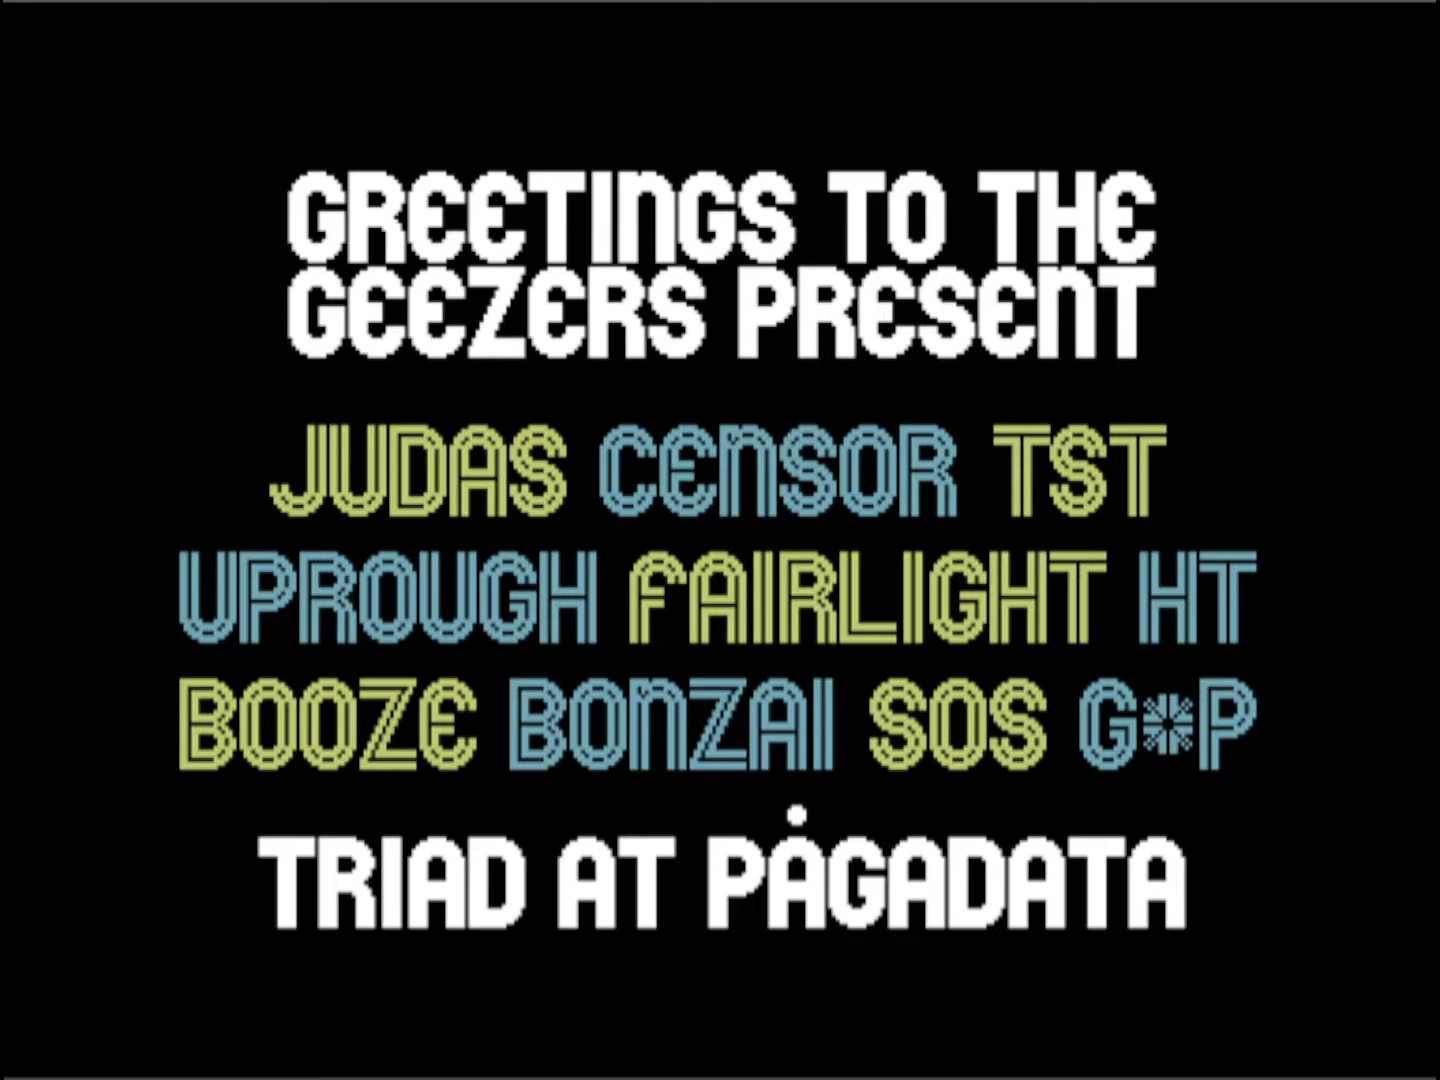 GREETINGS TO THE
GEEZERS PRESENT
JUDAS CENSOR TST
UPROUGH FAIRLIGHT HT
BOOZE BONZAI SOS G*P
TRIAD AT PÅGADATA